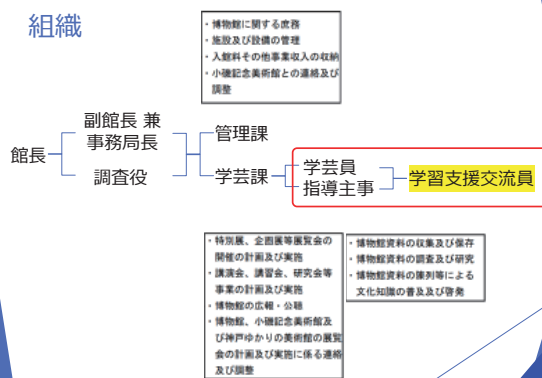 組織
・博物館に関する庶務
・施設及び設備の管理
・入館料その他事業収入の収納
・小磯記念美術館との連絡及び
調整
館長
副館長 兼
事務局長
調査役
管理課
学芸課
学芸員
指導主事
学習支援交流員
・特別展、企画展等展覧会の
開催の計画及び実施
・講演会、講習会、研究会等
事業の計画及び実施
・博物館の広報・公聴
・博物館、小磯記念美術館及
び神戸ゆかりの美術館の展覧
会の計画及び実施に係る連絡
及び調整
・博物館資料の収集及び保存
・博物館資料の調査及び研究
・博物館資料の陳列等による
文化知識の普及及び啓発